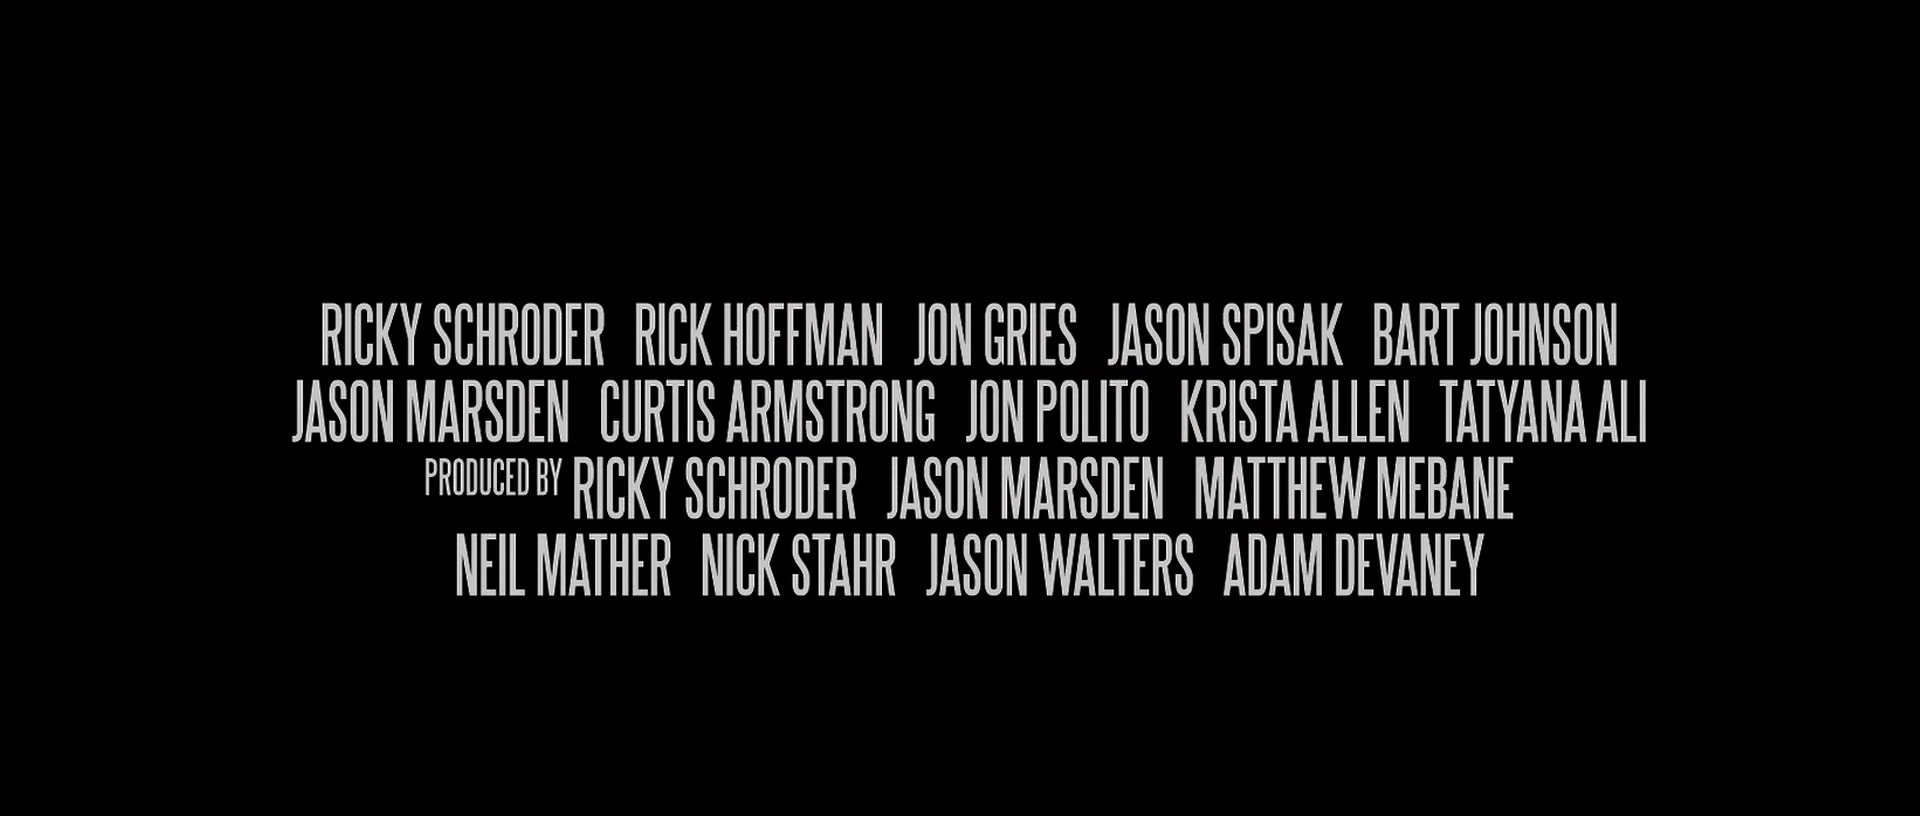 RICKY SCHRODER RICK HOFFMAN JON GRIES JASON SPISAK BART JOHNSON
JASON MARSDEN CURTIS ARMSTRONG JON POLITO KRISTA ALLEN TATYANA ALI
PRODUCED BY RICKY SCHRODER JASON MARSDEN MATTHEW MEBANE
NEIL MATHER NICK STAHR JASON WALTERS ADAM DEVANEY